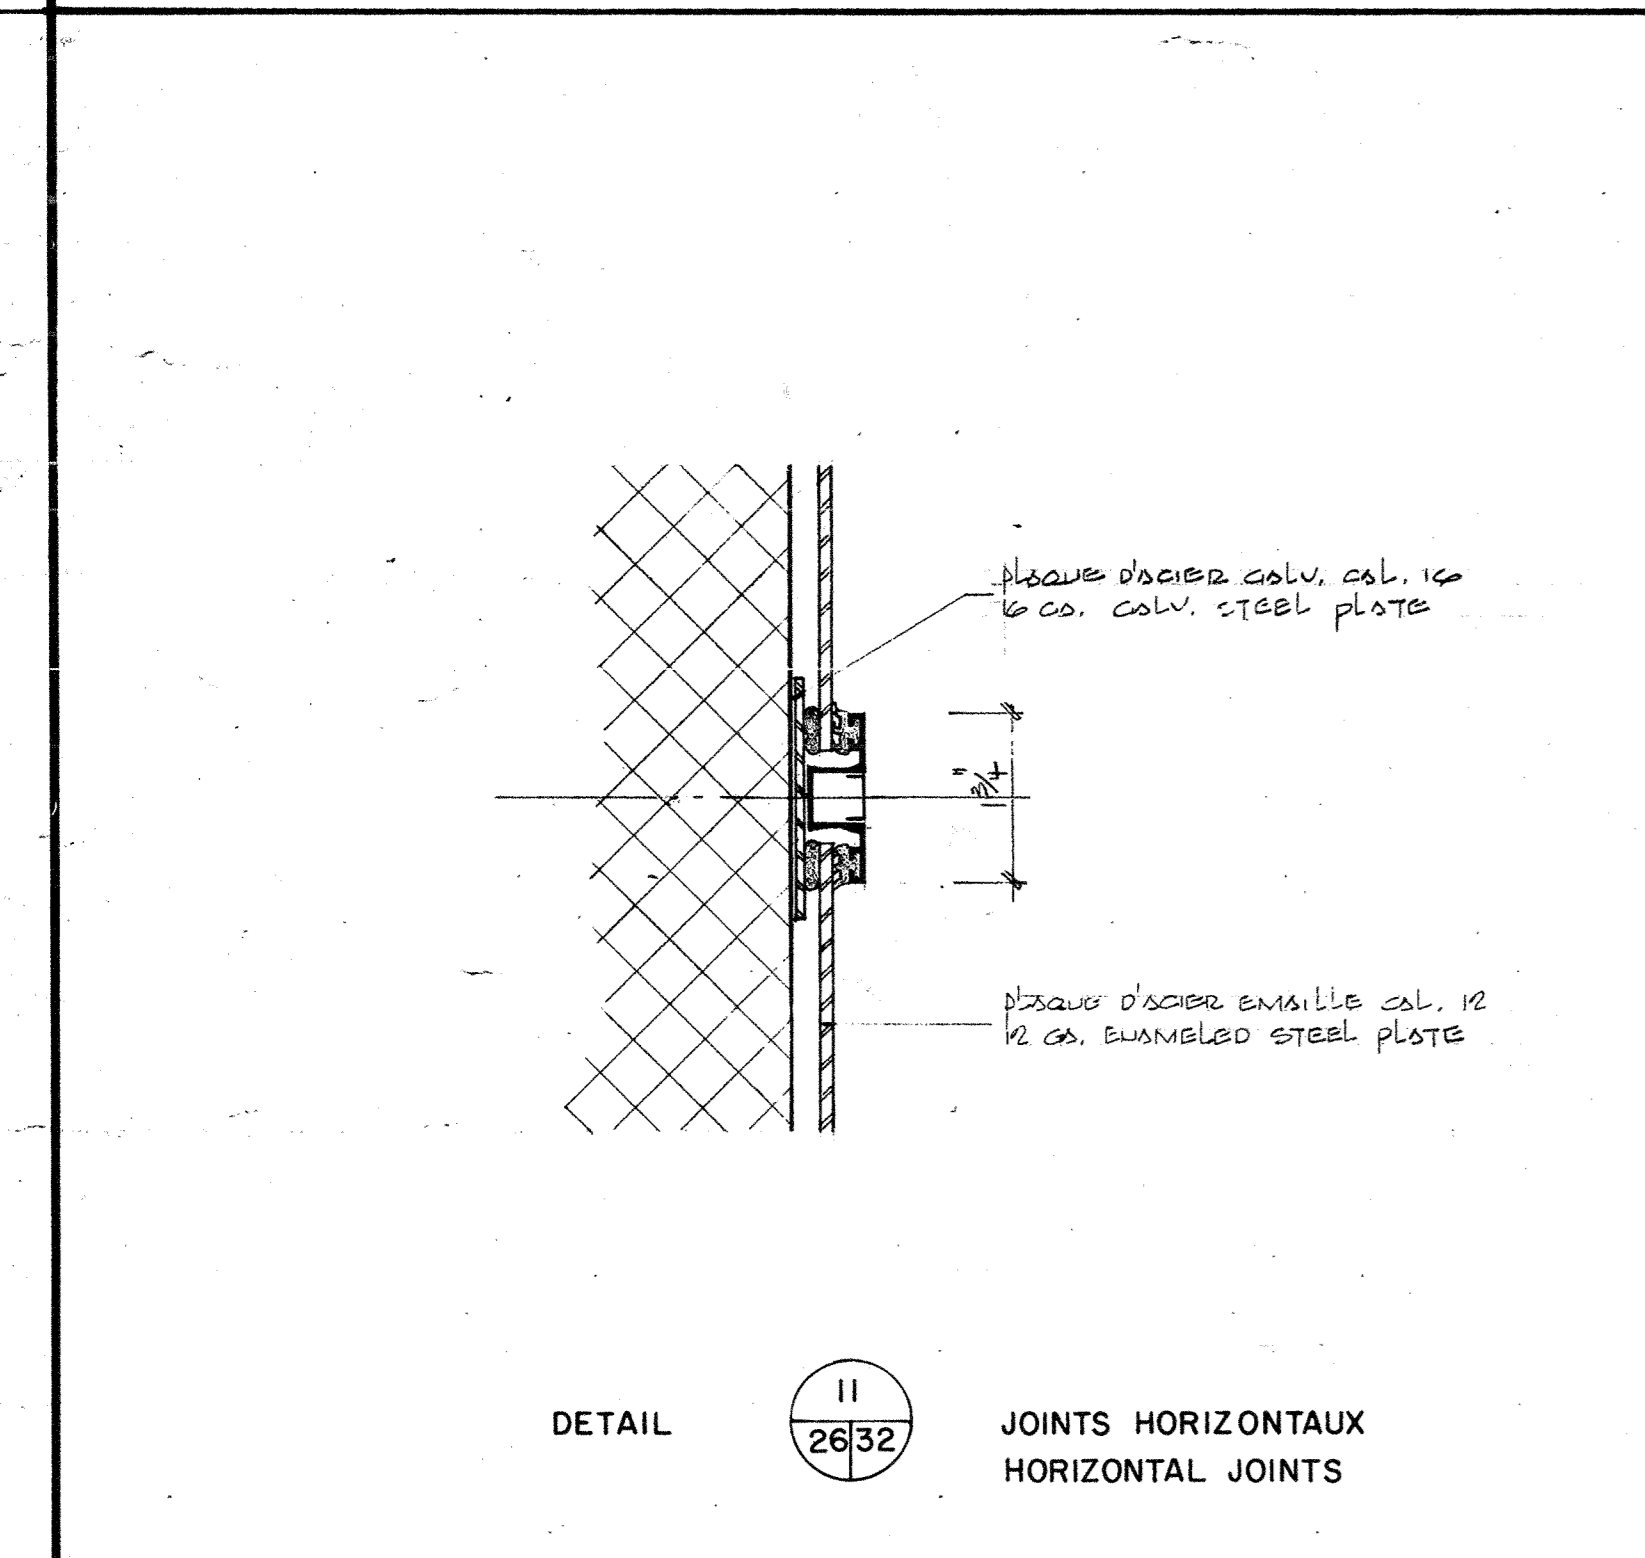 PLAQUE D'ACIER GALV. CAL. 16
16 GA. GALV. STEEL PLATE
1 3/4"
PLAQUE D'ACIER EMAILLE CAL. 12
12 GA. ENAMELED STEEL PLATE
DETAIL
11
26 32
JOINTS HORIZONTAUX
HORIZONTAL JOINTS